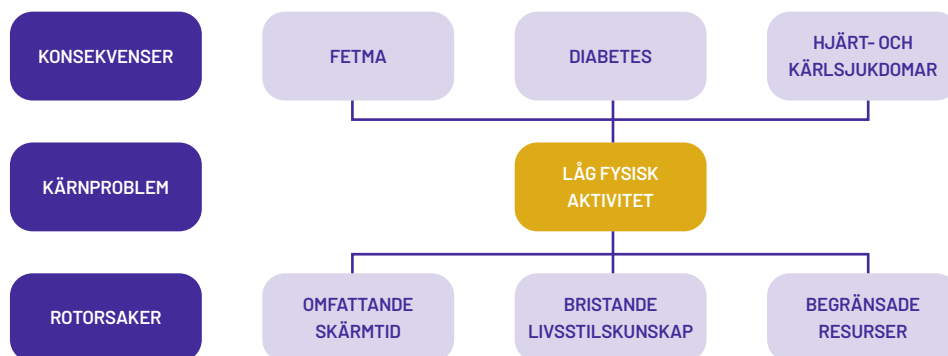 KONSEKVENSER
FETMA
DIABETES
HJÄRT- OCH
KÄRLSJUKDOMAR
KÄRNPROBLEM
LÅG FYSISK
AKTIVITET
ROTORSAKER
OMFATTANDE
SKÄRMTID
BRISTANDE
LIVSSTILSKUNSKAP
BEGRÄNSADE
RESURSER